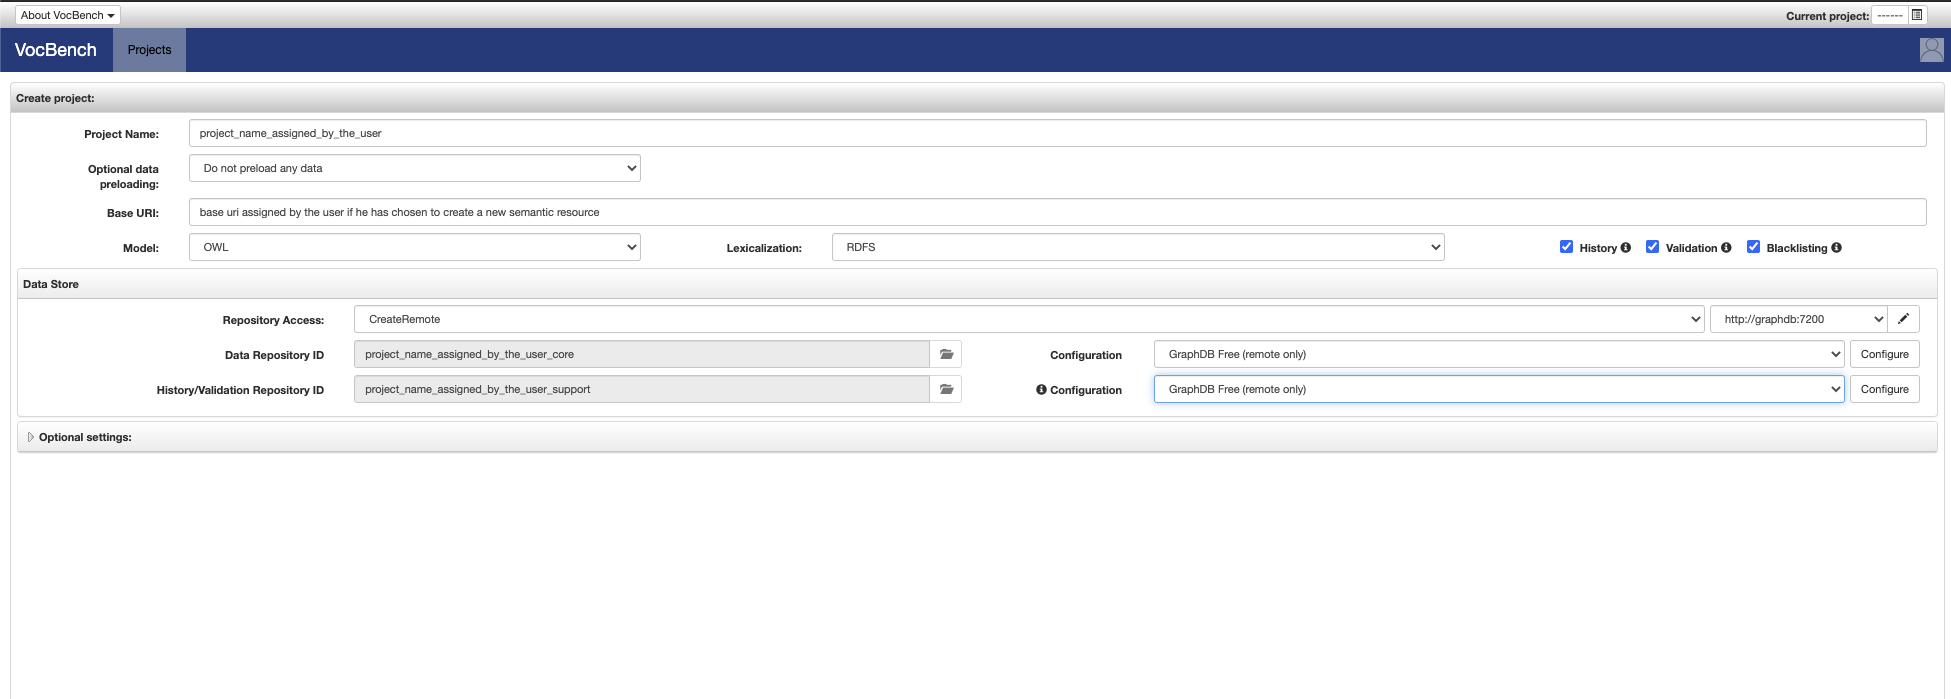 About VocBench
Current project: ------
VocBench Projects
Create project:
Project Name: project_name_assigned_by_the_user
Optional data preloading: Do not preload any data
Base URI: base uri assigned by the user if he has chosen to create a new semantic resource
Model: OWL Lexicalization: RDFS History Validation Blacklisting
Data Store
Repository Access: CreateRemote http://graphdb:7200
Data Repository ID project_name_assigned_by_the_user_core Configuration GraphDB Free (remote only) Configure
History/Validation Repository ID project_name_assigned_by_the_user_support Configuration GraphDB Free (remote only) Configure
Optional settings: